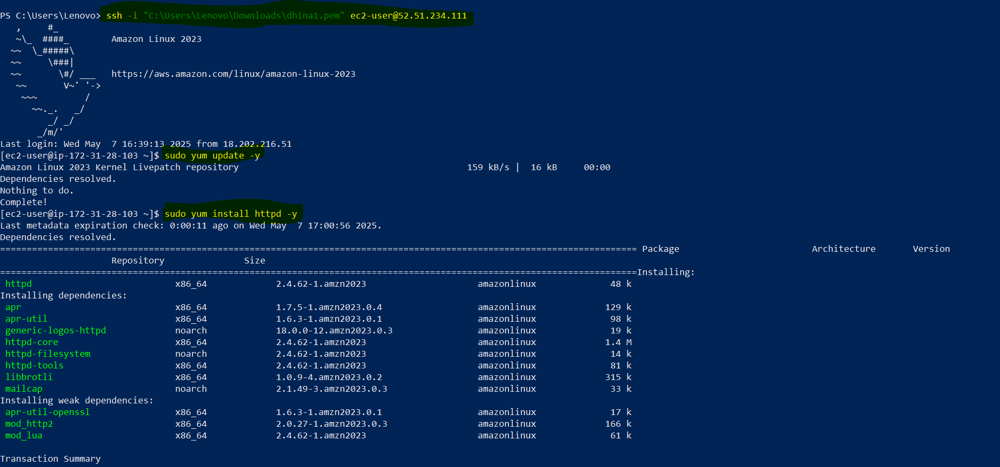 PS C:\Users\Lenovo> ssh -i "C:\Users\Lenovo\Downloads\dhina1.pem" ec2-user@52.51.234.111
   ,     #_
   ~\_  ####_        Amazon Linux 2023
  ~~  \_#####\
  ~~     \###|
  ~~       \#/ ___   https://aws.amazon.com/linux/amazon-linux-2023
   ~~       V~' '->
    ~~~         /
      ~~._.   _/
         _/ _/
       _/m/'
Last login: Wed May  7 16:39:13 2025 from 18.202.216.51
[ec2-user@ip-172-31-28-103 ~]$ sudo yum update -y
Amazon Linux 2023 Kernel Livepatch repository                                           159 kB/s |  16 kB     00:00
Dependencies resolved.
Nothing to do.
Complete!
[ec2-user@ip-172-31-28-103 ~]$ sudo yum install httpd -y
Last metadata expiration check: 0:00:11 ago on Wed May  7 17:00:56 2025.
Dependencies resolved.
======================================================================================================================== Package                         Architecture       Version
                     Repository               Size
========================================================================================================================Installing:
 httpd                           x86_64             2.4.62-1.amzn2023                     amazonlinux              48 k
Installing dependencies:
 apr                             x86_64             1.7.5-1.amzn2023.0.4                  amazonlinux             129 k
 apr-util                        x86_64             1.6.3-1.amzn2023.0.1                  amazonlinux              98 k
 generic-logos-httpd             noarch             18.0.0-12.amzn2023.0.3                amazonlinux              19 k
 httpd-core                      x86_64             2.4.62-1.amzn2023                     amazonlinux             1.4 M
 httpd-filesystem                noarch             2.4.62-1.amzn2023                     amazonlinux              14 k
 httpd-tools                     x86_64             2.4.62-1.amzn2023                     amazonlinux              81 k
 libbrotli                       x86_64             1.0.9-4.amzn2023.0.2                  amazonlinux             315 k
 mailcap                         noarch             2.1.49-3.amzn2023.0.3                 amazonlinux              33 k
Installing weak dependencies:
 apr-util-openssl                x86_64             1.6.3-1.amzn2023.0.1                  amazonlinux              17 k
 mod_http2                       x86_64             2.0.27-1.amzn2023.0.3                 amazonlinux             166 k
 mod_lua                         x86_64             2.4.62-1.amzn2023                     amazonlinux              61 k

Transaction Summary